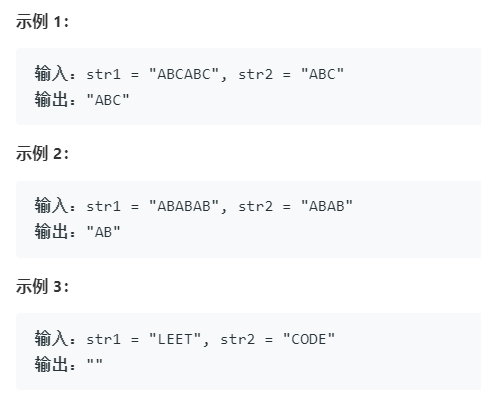 示例 1：
输入：str1 = "ABCABC", str2 = "ABC"
输出："ABC"
示例 2：
输入：str1 = "ABABAB", str2 = "ABAB"
输出："AB"
示例 3：
输入：str1 = "LEET", str2 = "CODE"
输出：""